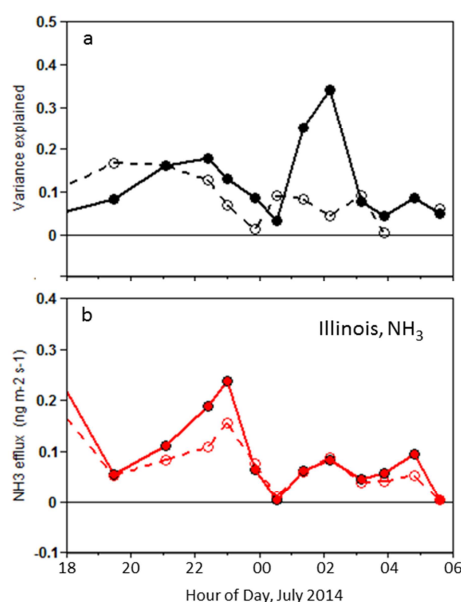 a
0.5
0.4
0.3
0.2
0.1
0
Variance explained
b
Illinois, NH₃
0.4
0.3
0.2
0.1
0
-0.1
NH3 efflux (ng m-2 s-1)
18 20 22 00 02 04 06
Hour of Day, July 2014